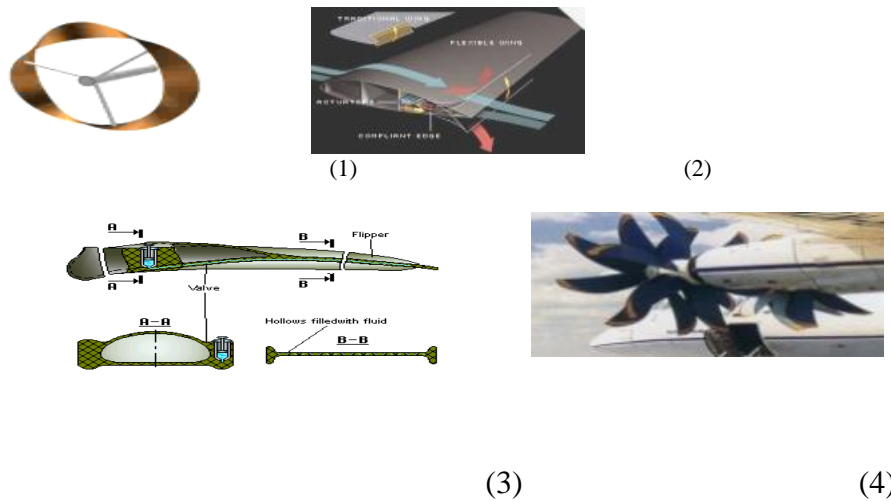 TRADITIONAL WING
FLEXIBLE WING
ACTUATORS
COMPLIANT EDGE
(1) (2)
A B Flipper
A B
Valve
A-A
Hollows filledwith fluid
B-B
(3) (4)